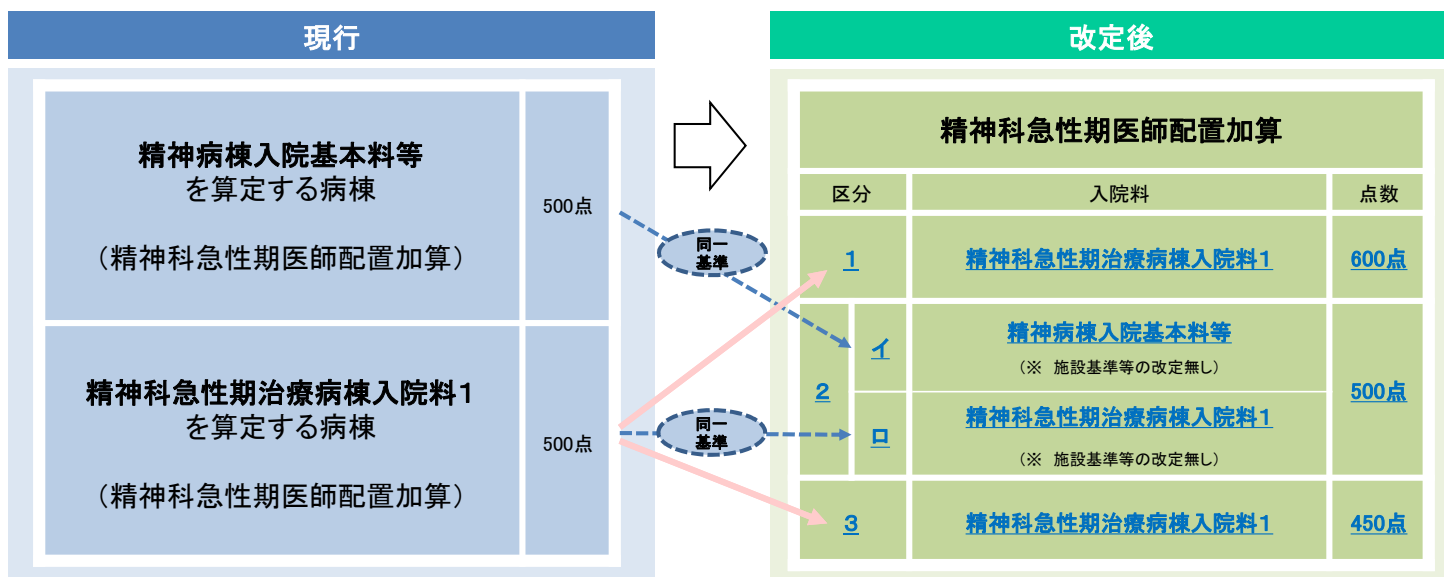 現行
精神病棟入院基本料等
を算定する病棟
(精神科急性期医師配置加算)
500点
精神科急性期治療病棟入院料1
を算定する病棟
(精神科急性期医師配置加算)
500点
同一
基準
同一
基準
改定後
精神科急性期医師配置加算
区分 入院料 点数
1 精神科急性期治療病棟入院料1 600点
2
イ
精神病棟入院基本料等
(※ 施設基準等の改定無し)
ロ
精神科急性期治療病棟入院料1
(※ 施設基準等の改定無し)
500点
3 精神科急性期治療病棟入院料1 450点